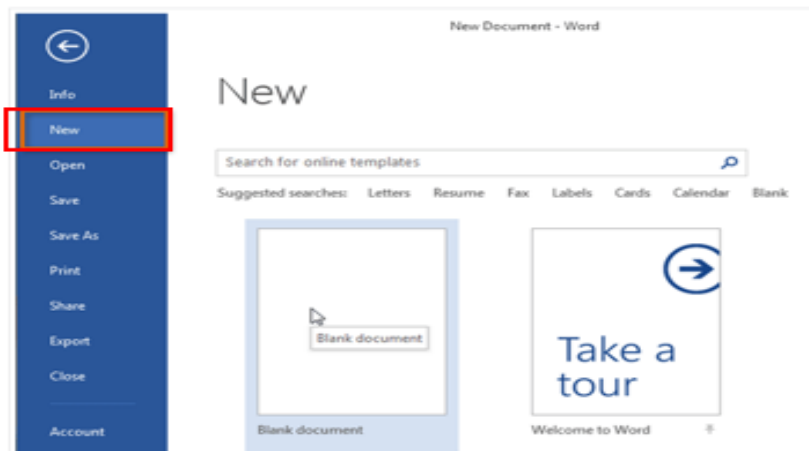 New Document - Word
Info
New
Open
Save
Save As
Print
Share
Export
Close
Account
New
Search for online templates
Suggested searches: Letters Resume Fax Labels Cards Calendar Blank
Blank document
Blank document
Take a
tour
Welcome to Word